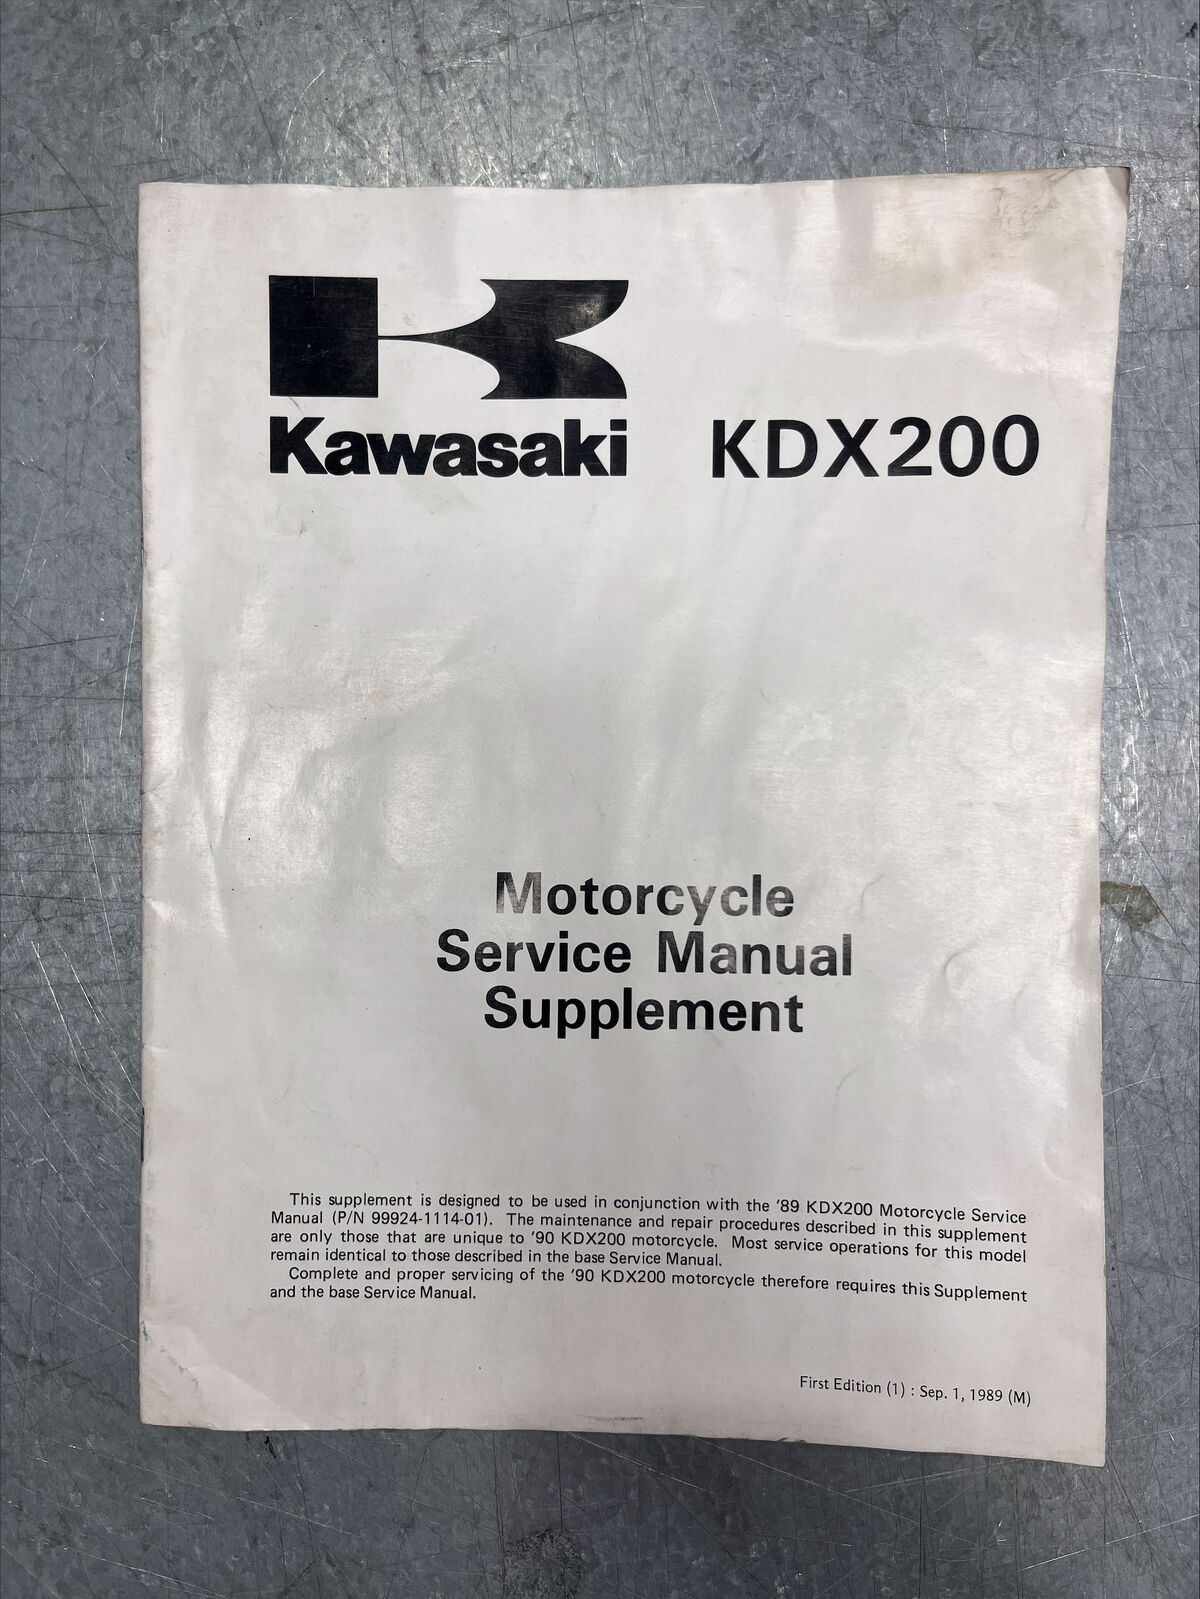 Kawasaki KDX200
Motorcycle
Service Manual
Supplement
This supplement is designed to be used in conjunction with the '89 KDX200 Motorcycle Service
Manual (P/N 99924-1114-01). The maintenance and repair procedures described in this supplement
are only those that are unique to '90 KDX200 motorcycle. Most service operations for this model
remain identical to those described in the base Service Manual.
Complete and proper servicing of the '90 KDX200 motorcycle therefore requires this Supplement
and the base Service Manual.
First Edition (1) : Sep. 1, 1989 (M)